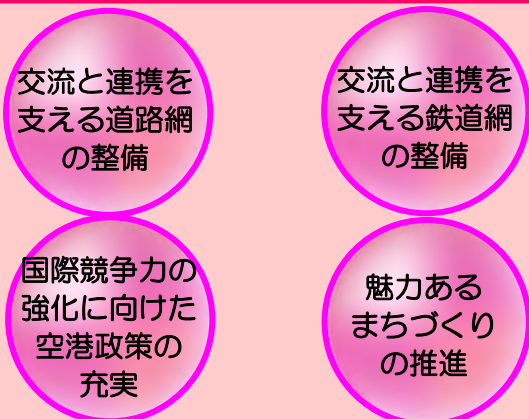 交流と連携を
支える道路網
の整備
交流と連携を
支える鉄道網
の整備
国際競争力の
強化に向けた
空港政策の
充実
魅力ある
まちづくり
の推進